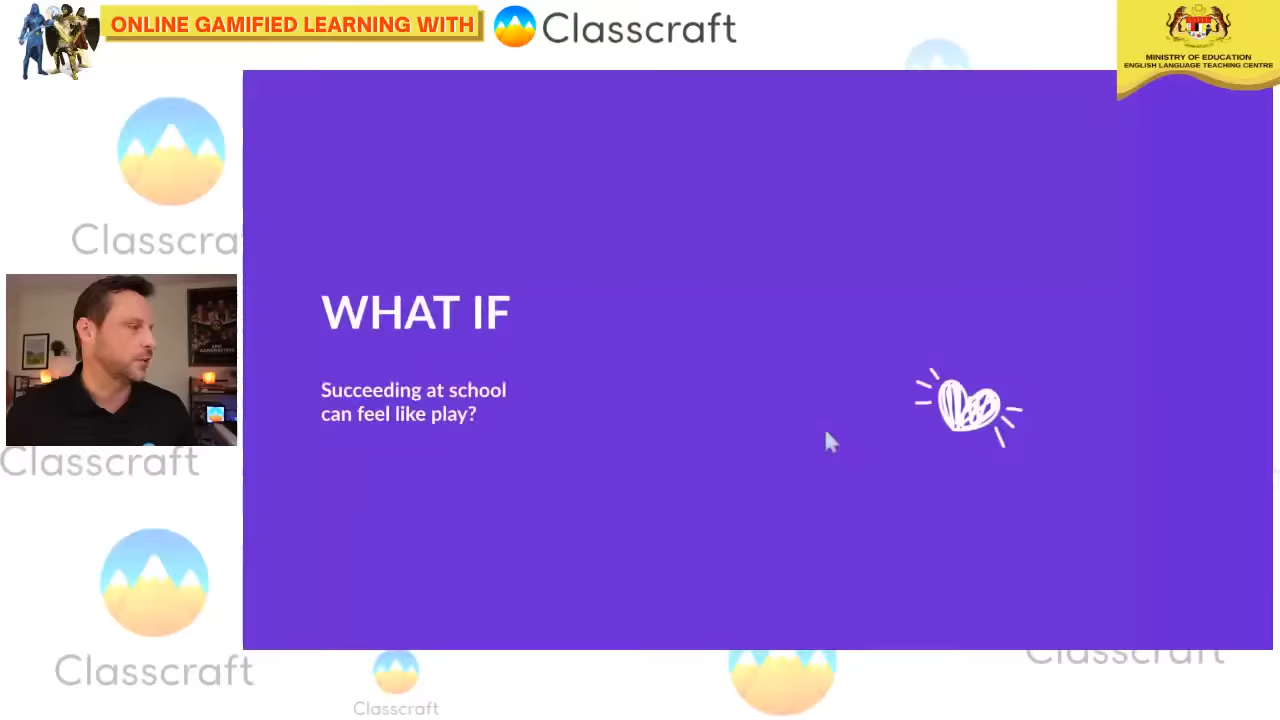 ONLINE GAMIFIED LEARNING WITH
Classcraft
MINISTRY OF EDUCATION
ENGLISH LANGUAGE TEACHING CENTRE
Classcra
WHAT IF
Succeeding at school
can feel like play?
Classcraft
Classcraft
Classcraft
Classcraft